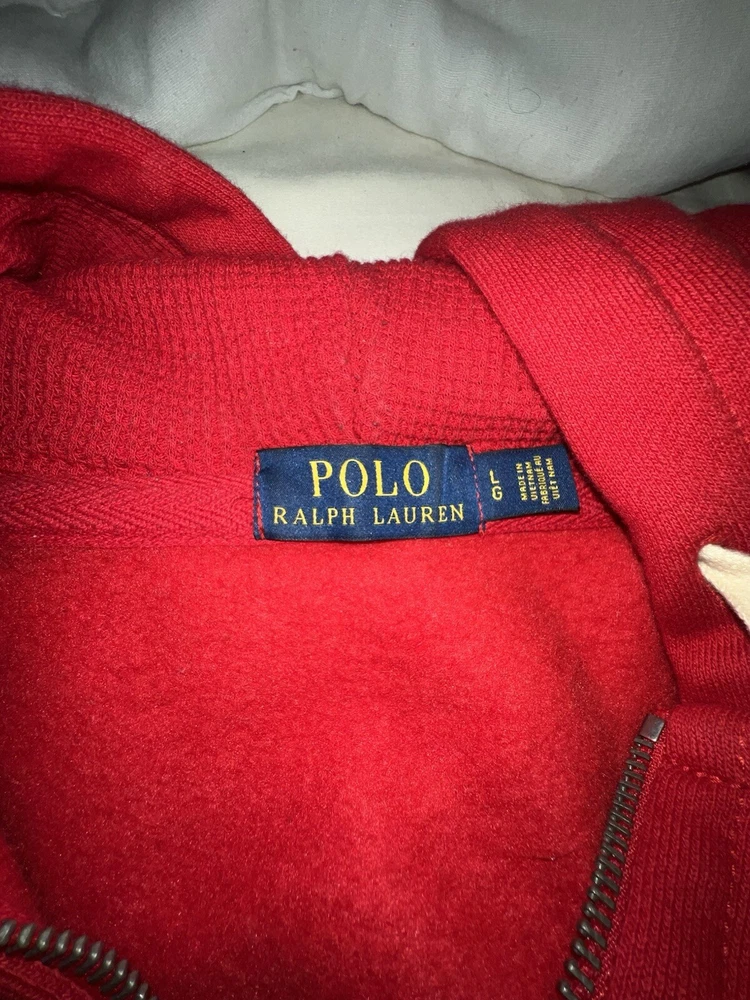 POLO
RALPH LAUREN
L
G
MADE IN
VIETNAM
FABRIQUÉ AU
VIÊT NAM